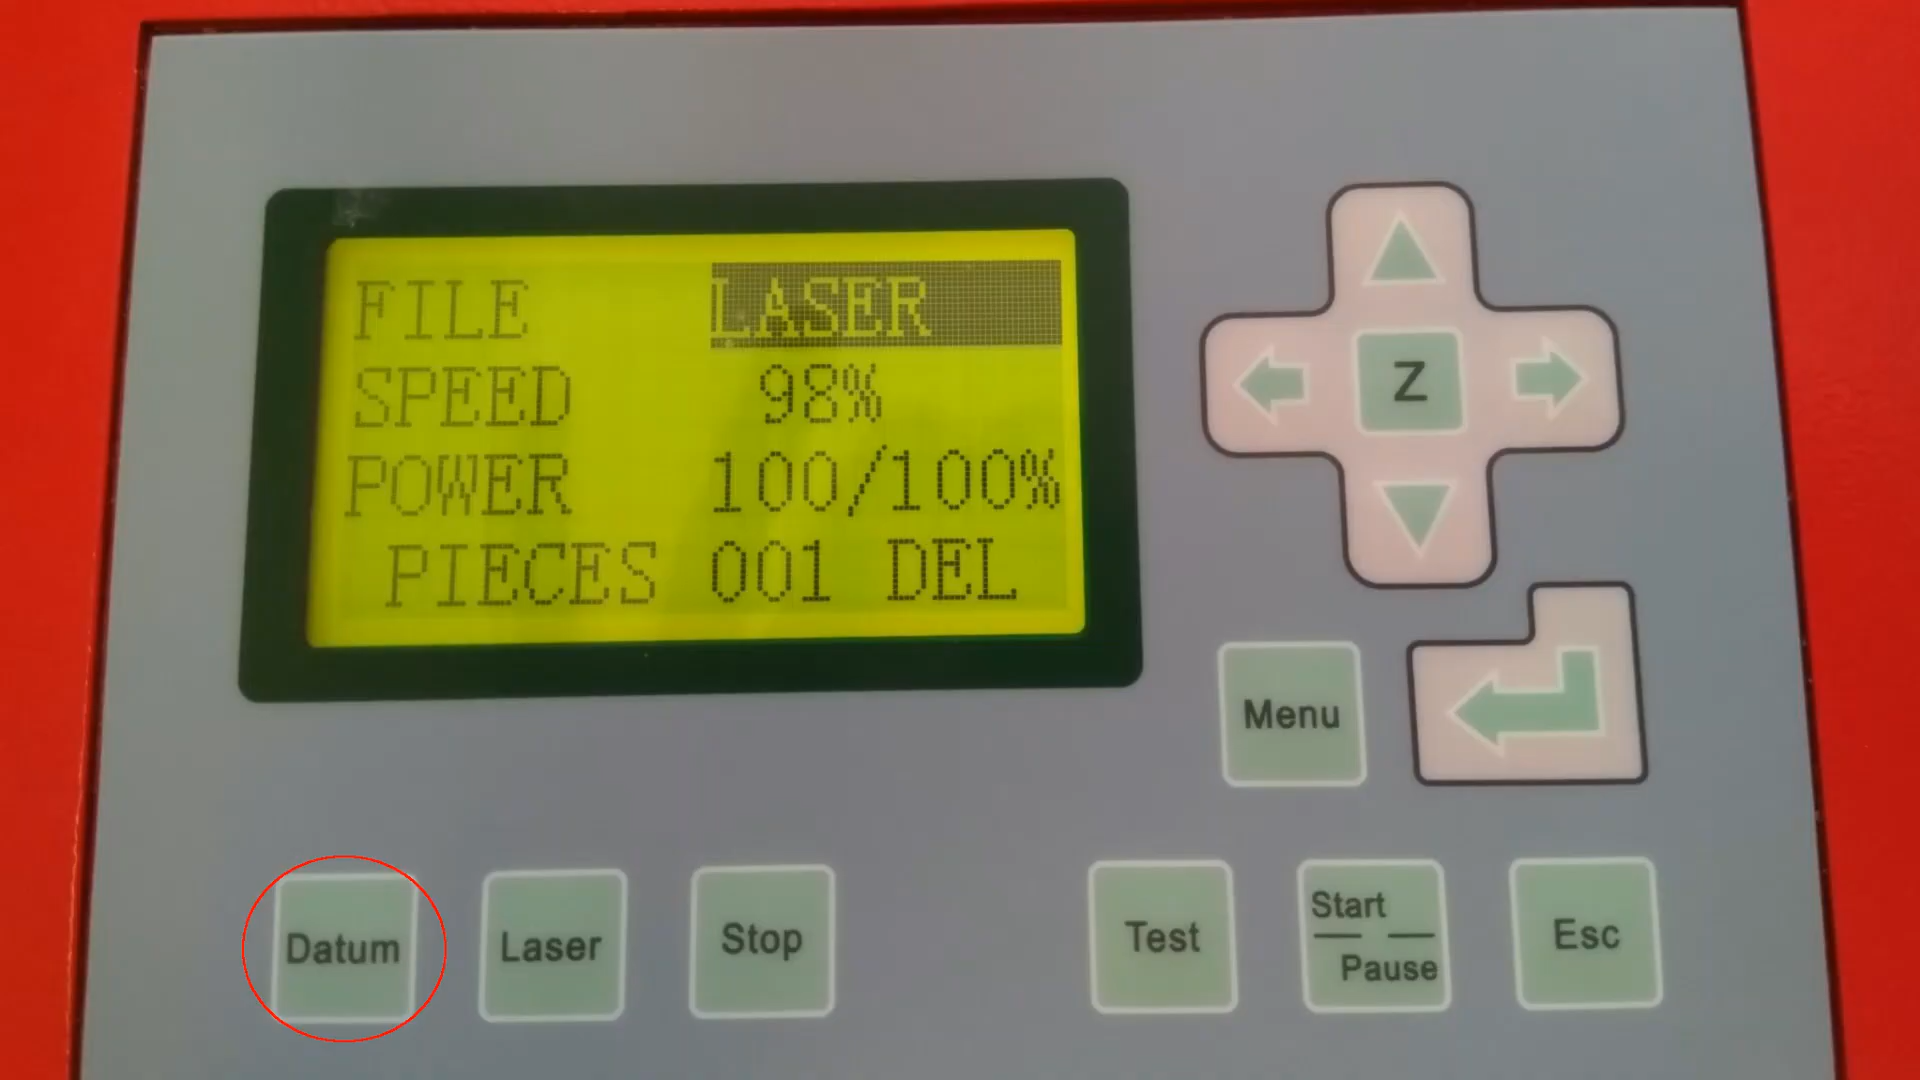 FILE LASER
SPEED 98%
POWER 100/100%
PIECES 001 DEL
Z
Menu
Datum
Laser
Stop
Test
Start
Pause
Esc